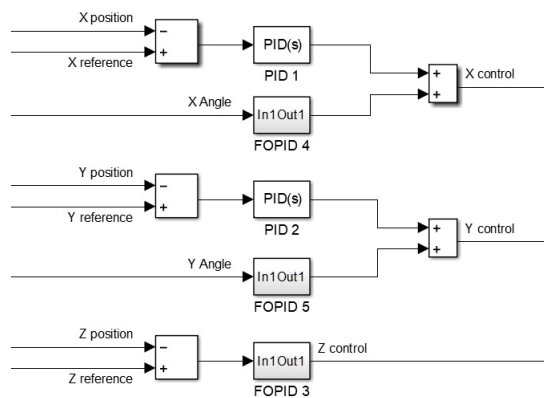 X position
−
+
X reference
PID(s)
PID 1
+
+
X control
X Angle
In1Out1
FOPID 4
Y position
−
+
Y reference
PID(s)
PID 2
+
+
Y control
Y Angle
In1Out1
FOPID 5
Z position
−
+
Z reference
In1Out1
FOPID 3
Z control